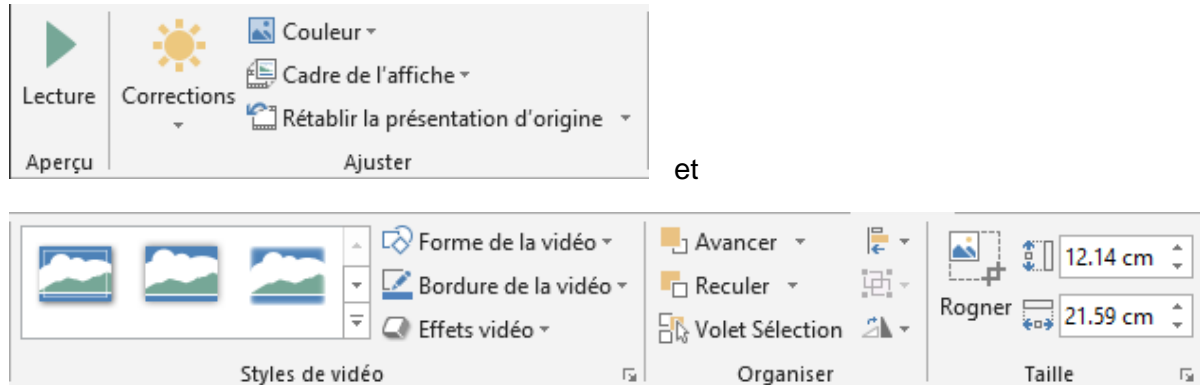 Lecture
Corrections
Couleur
Cadre de l'affiche
Rétablir la présentation d'origine
Aperçu
Ajuster
et
Forme de la vidéo
Bordure de la vidéo
Effets vidéo
Styles de vidéo
Avancer
Reculer
Volet Sélection
Organiser
Rogner
12.14 cm
21.59 cm
Taille